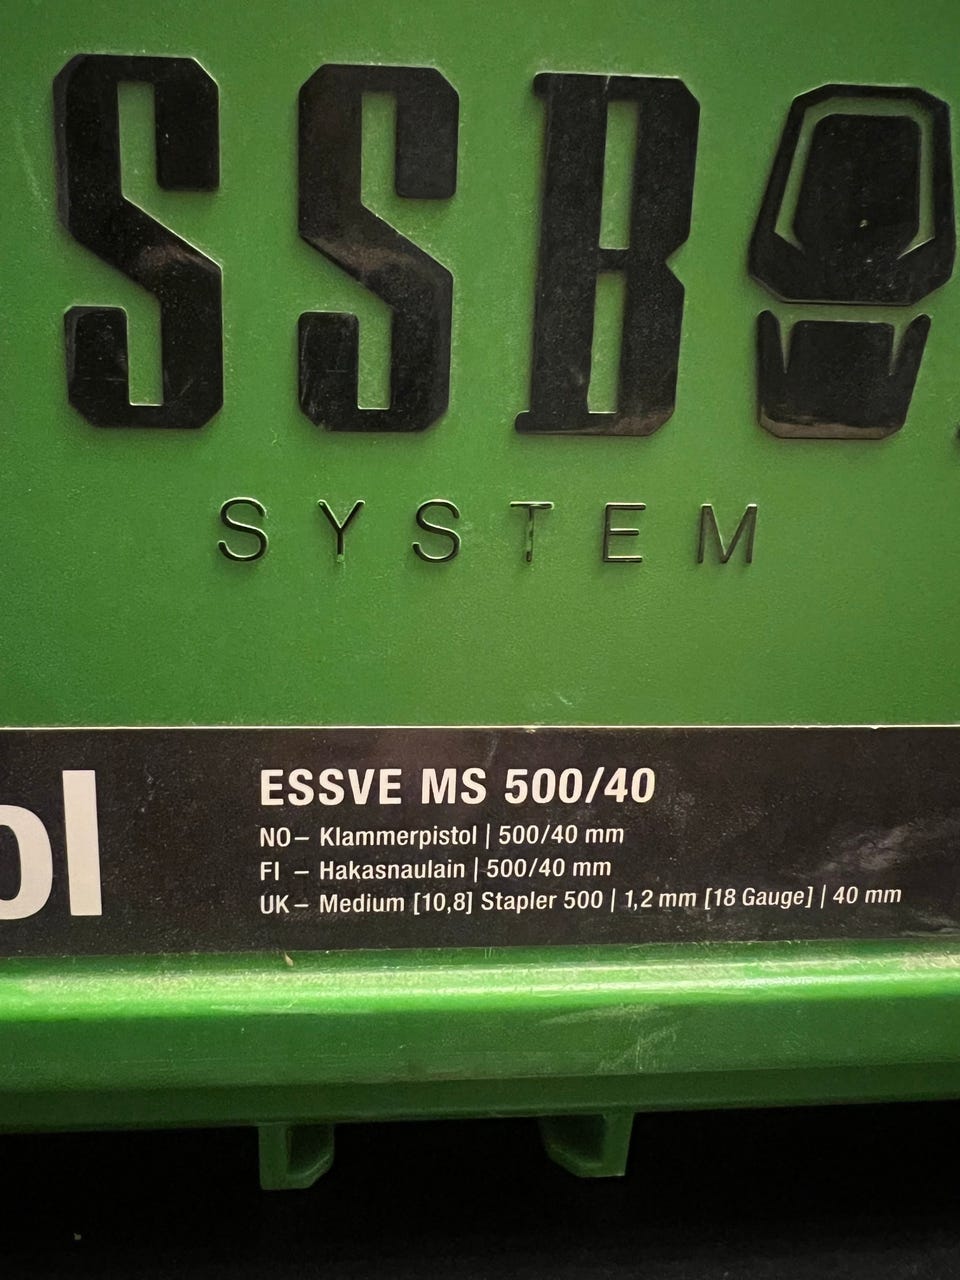 SSB
SYSTEM
ol
ESSVE MS 500/40
NO – Klammerpistol | 500/40 mm
FI – Hakasnaulain | 500/40 mm
UK – Medium [10,8] Stapler 500 | 1,2 mm [18 Gauge] | 40 mm